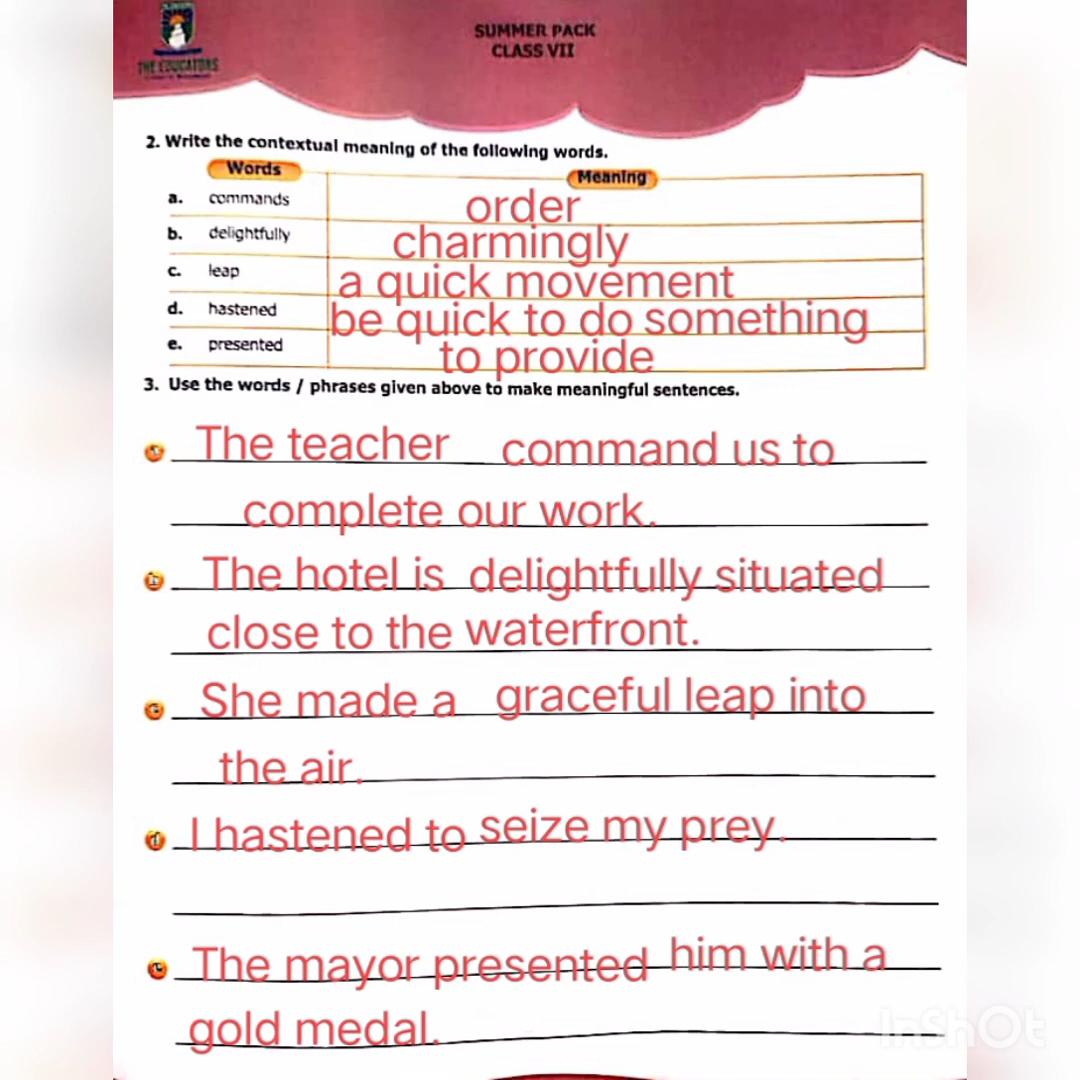 SUMMER PACK
CLASS VII
THE EDUCATORS
2. Write the contextual meaning of the following words.
Words Meaning
a. commands order
b. delightfully charmingly
c. leap a quick movement
d. hastened be quick to do something
e. presented to provide
3. Use the words / phrases given above to make meaningful sentences.
The teacher command us to
complete our work.
b The hotel is delightfully situated
close to the waterfront.
c She made a graceful leap into
the air.
d I hastened to seize my prey.
e The mayor presented him with a
gold medal.
InShOt